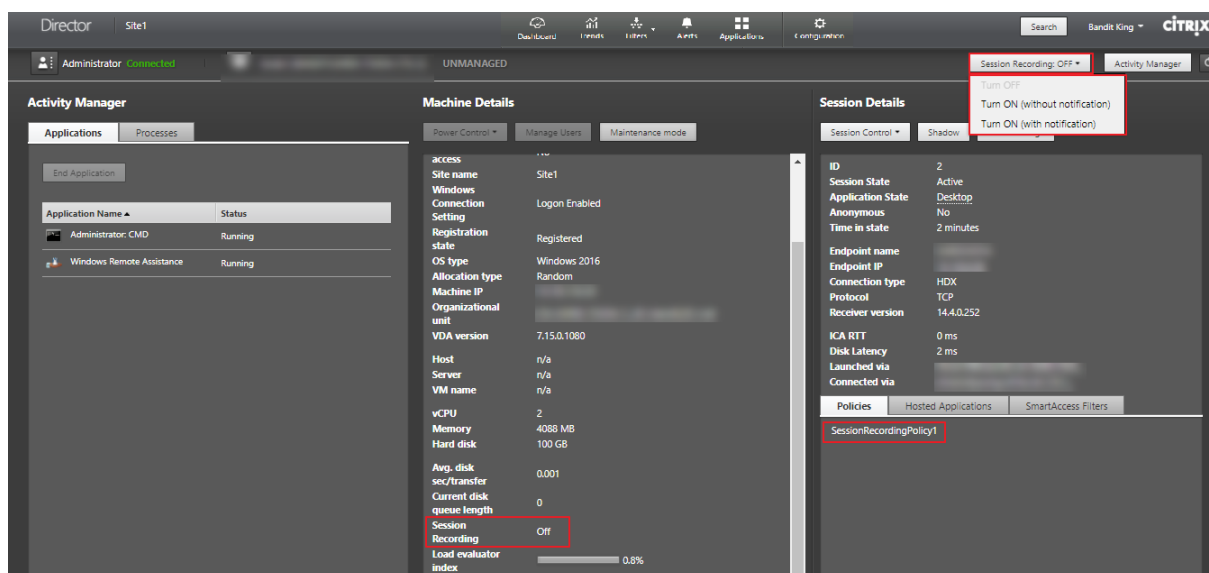 Director Site1 Dashboard Trends Filters Alerts Applications Configuration Search Bandit King CİTRIX
Administrator Connected UNMANAGED Session Recording: OFF Activity Manager
Turn OFF
Turn ON (without notification)
Turn ON (with notification)
Activity Manager
Applications Processes
End Application
Application Name Status
Administrator: CMD Running
Windows Remote Assistance Running
Machine Details
Power Control Manage Users Maintenance mode
access
Site name Site1
Windows
Connection Logon Enabled
Setting
Registration
state Registered
OS type Windows 2016
Allocation type Random
Machine IP
Organizational
unit
VDA version 7.15.0.1080
Host n/a
Server n/a
VM name n/a
vCPU 2
Memory 4088 MB
Hard disk 100 GB
Avg. disk
sec/transfer 0.001
Current disk
queue length 0
Session
Recording Off
Load evaluator
index 0.8%
Session Details
Session Control Shadow
ID 2
Session State Active
Application State Desktop
Anonymous No
Time in state 2 minutes
Endpoint name
Endpoint IP
Connection type HDX
Protocol TCP
Receiver version 14.4.0.252
ICA RTT 0 ms
Disk Latency 2 ms
Launched via
Connected via
Policies Hosted Applications SmartAccess Filters
SessionRecordingPolicy1